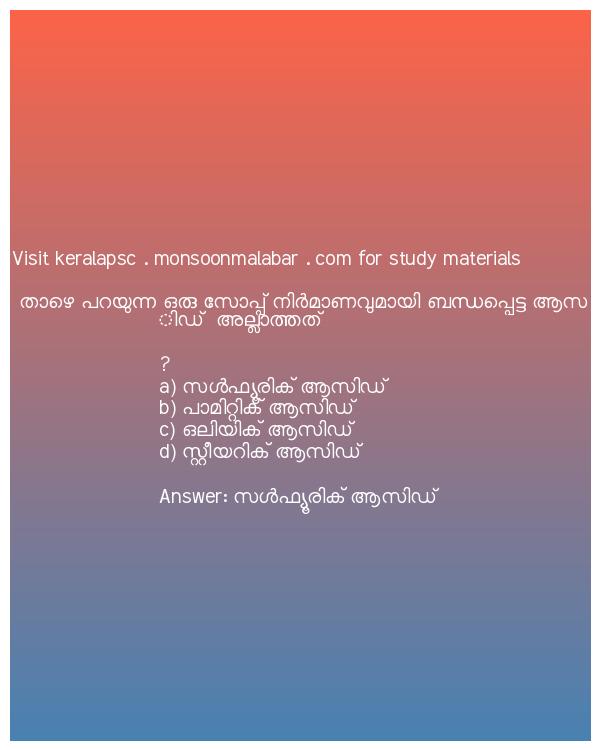 Visit keralapsc . monsoonmalabar . com for study materials
താഴെ പറയുന്ന ഒരു സോപ്പ് നിർമാണവുമായി ബന്ധപ്പെട്ട ആസ
ിഡ് അല്ലാത്തത്
?
a) സൾഫ്യൂരിക് ആസിഡ്
b) പാമിറ്റിക് ആസിഡ്
c) ഒലിയിക് ആസിഡ്
d) സ്റ്റീയറിക് ആസിഡ്
Answer: സൾഫ്യൂരിക് ആസിഡ്